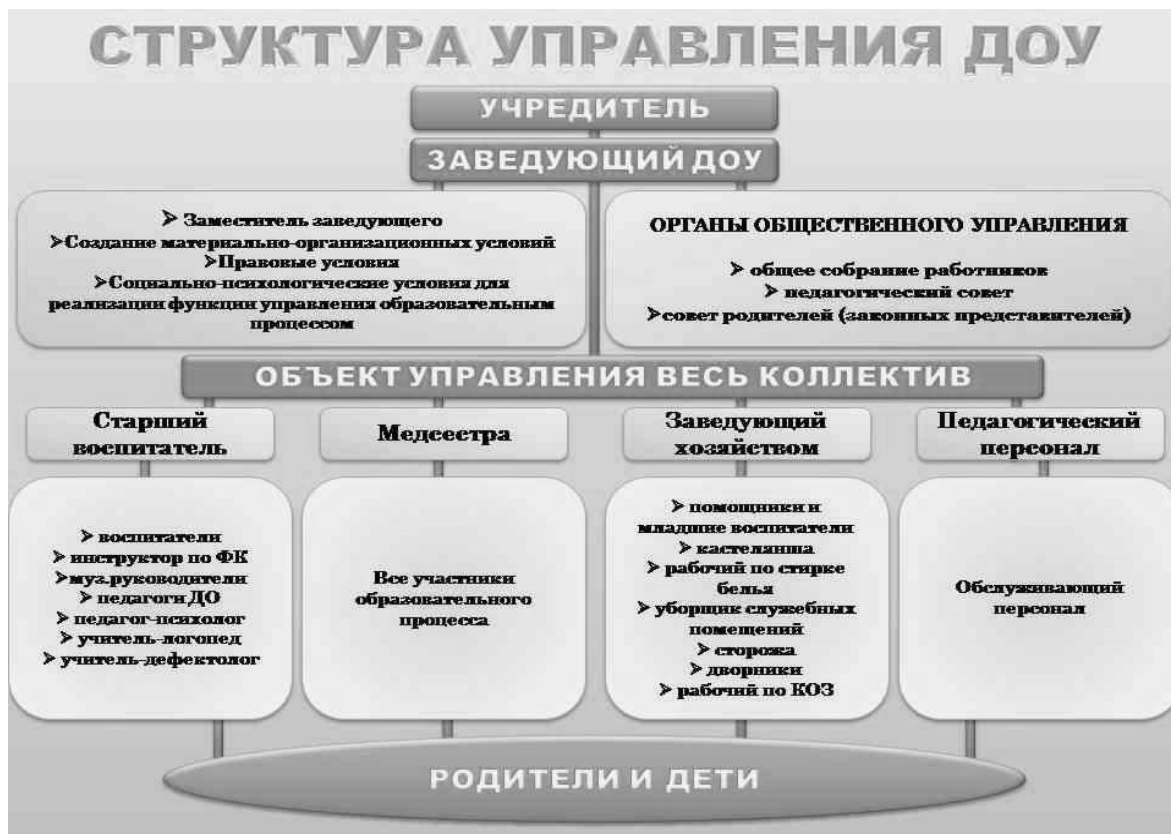 СТРУКТУРА УПРАВЛЕНИЯ ДОУ
УЧРЕДИТЕЛЬ
ЗАВЕДУЮЩИЙ ДОУ
➤ Заместитель заведующего
➤Создание материально-организационных условий
➤Правовые условия
➤Социально-психологические условия для
реализации функции управления образовательным
процессом
ОРГАНЫ ОБЩЕСТВЕННОГО УПРАВЛЕНИЯ
➤ общее собрание работников
➤ педагогический совет
➤совет родителей (законных представителей)
ОБЪЕКТ УПРАВЛЕНИЯ ВЕСЬ КОЛЛЕКТИВ
Старший
воспитатель
➤ воспитатели
➤ инструктор по ФК
➤муз.руководители
➤ педагоги ДО
➤ педагог-психолог
➤ учитель-логопед
➤ учитель-дефектолог
Медсестра
Все участники
образовательного
процесса
Заведующий
хозяйством
➤ помощники и
младшие воспитатели
➤ кастелянша
➤ рабочий по стирке
белья
➤ уборщик служебных
помещений
➤ сторожа
➤ дворники
➤ рабочий по КОЗ
Педагогический
персонал
Обслуживающий
персонал
РОДИТЕЛИ И ДЕТИ